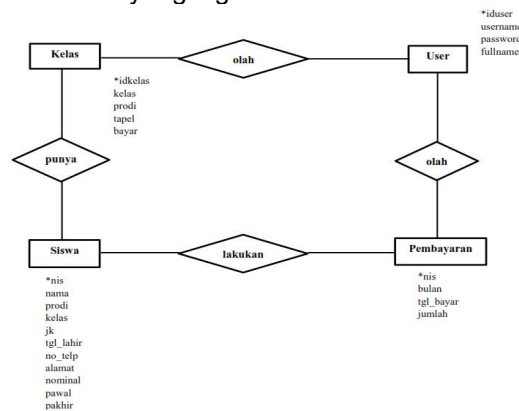 *iduser
username
password
fullname
Kelas
olah
User
*idkelas
kelas
prodi
tapel
bayar
punya
olah
Siswa
lakukan
Pembayaran
*nis
nama
prodi
kelas
jk
tgl_lahir
no_telp
alamat
nominal
pawal
pakhir
*nis
bulan
tgl_bayar
jumlah